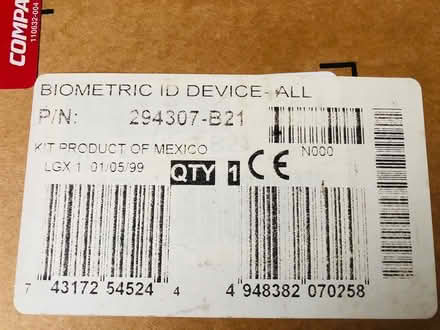 COMPA
110632-004
BIOMETRIC ID DEVICE- ALL
P/N: 294307-B21
KIT PRODUCT OF MEXICO
N000
LGX 1 01/05/99
QTY 1 CE
7 43172 54524 4
4 948382 070258